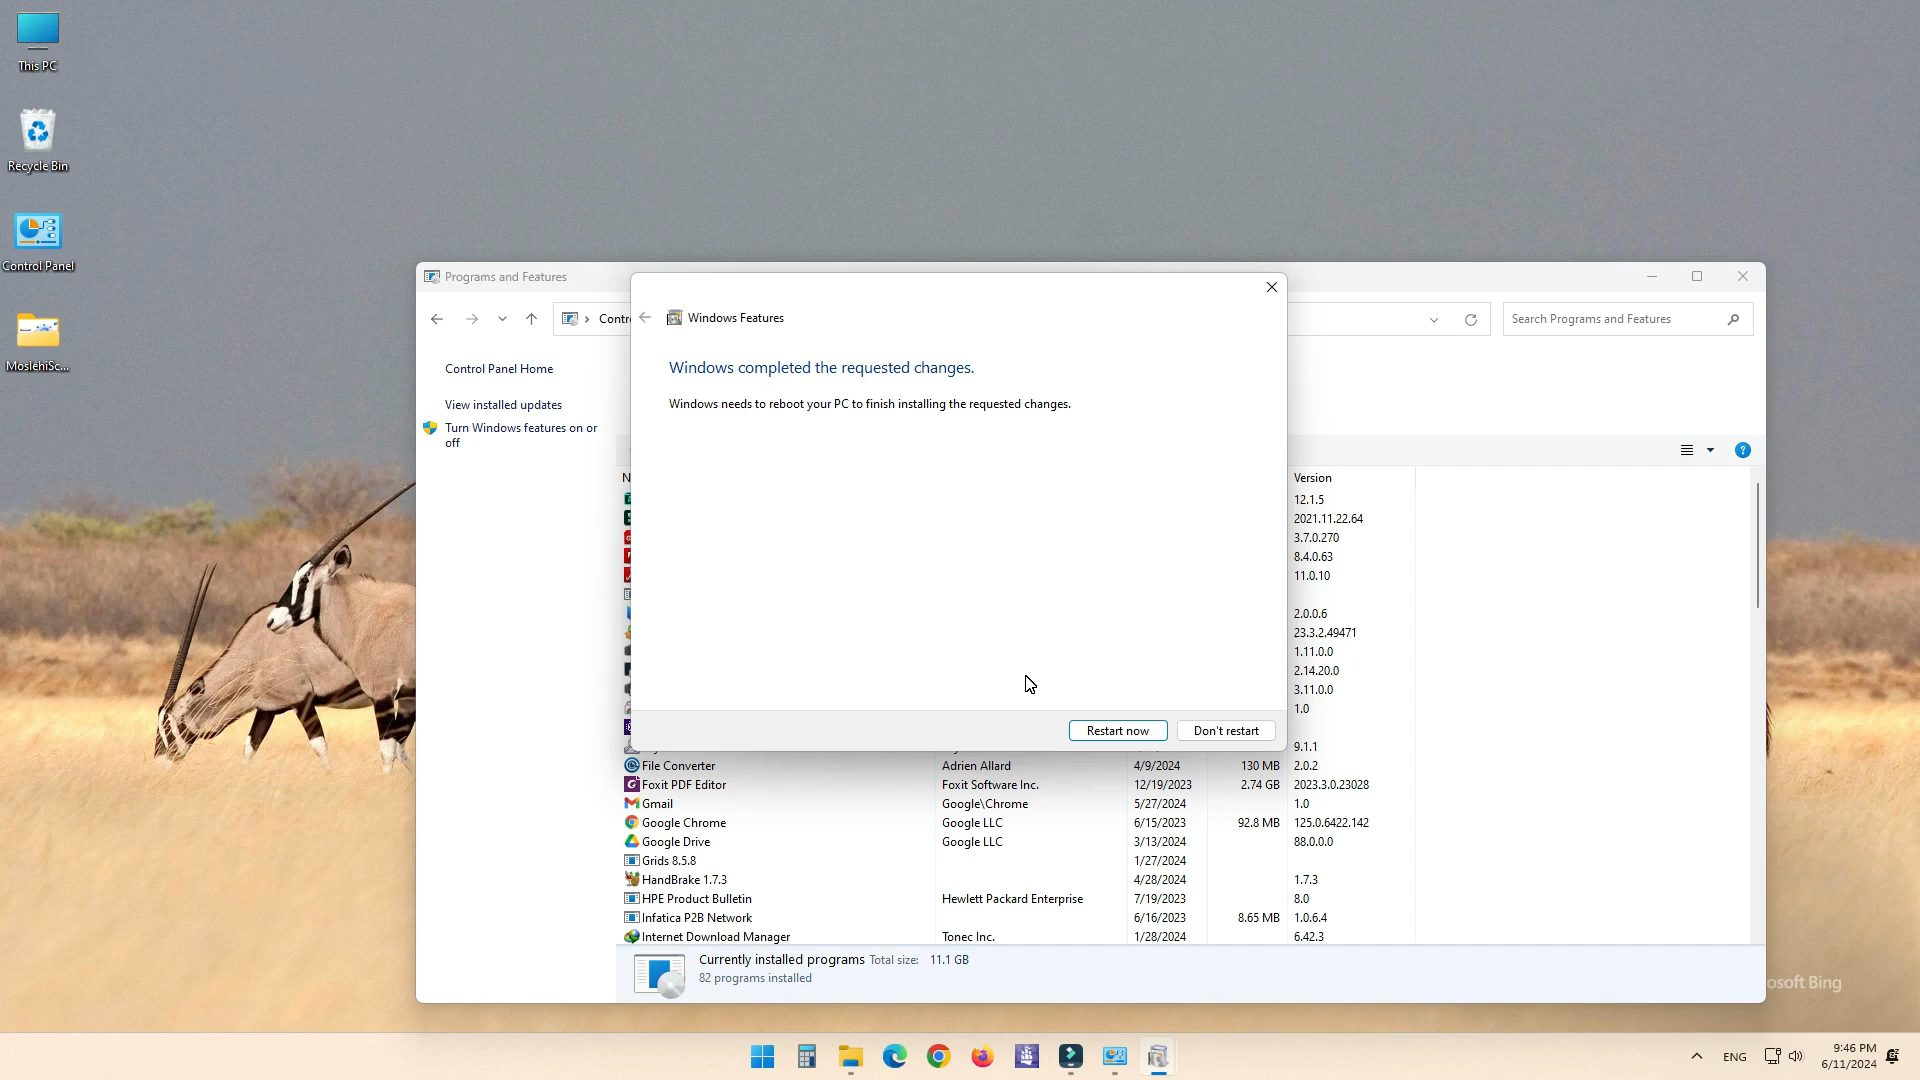 This PC
Recycle Bin
Control Panel
MoslehiSc...
Programs and Features
Contr
Search Programs and Features
Control Panel Home
View installed updates
Turn Windows features on or
off
Windows Features
Windows completed the requested changes.
Windows needs to reboot your PC to finish installing the requested changes.
Restart now
Don't restart
N
Version
12.1.5
2021.11.22.64
3.7.0.270
8.4.0.63
11.0.10
2.0.0.6
23.3.2.49471
1.11.0.0
2.14.20.0
3.11.0.0
1.0
9.1.1
File Converter Adrien Allard 4/9/2024 130 MB 2.0.2
Foxit PDF Editor Foxit Software Inc. 12/19/2023 2.74 GB 2023.3.0.23028
Gmail Google\Chrome 5/27/2024 1.0
Google Chrome Google LLC 6/15/2023 92.8 MB 125.0.6422.142
Google Drive Google LLC 3/13/2024 88.0.0.0
Grids 8.5.8 1/27/2024
HandBrake 1.7.3 4/28/2024 1.7.3
HPE Product Bulletin Hewlett Packard Enterprise 7/19/2023 8.0
Infatica P2B Network 6/16/2023 8.65 MB 1.0.6.4
Internet Download Manager Tonec Inc. 1/28/2024 6.42.3
Currently installed programs Total size: 11.1 GB
82 programs installed
osoft Bing
ENG
9:46 PM
6/11/2024